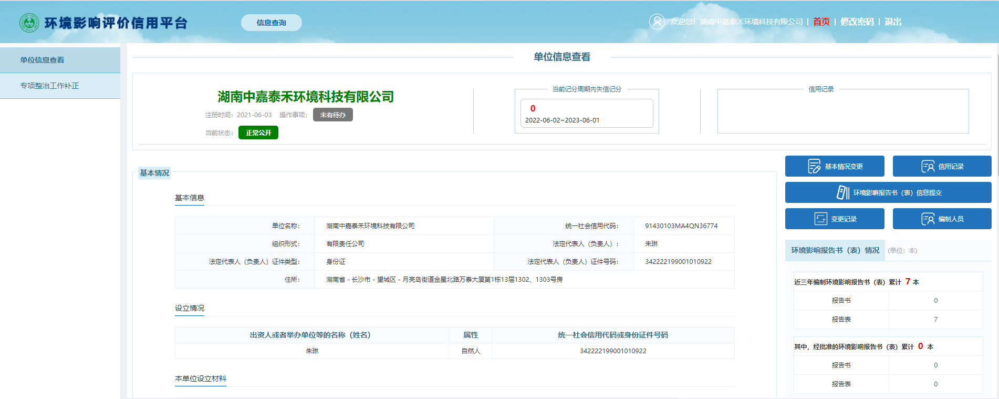 环境影响评价信用平台
信息查询
欢迎您！湖南中嘉泰禾环境科技有限公司 | 首页 | 修改密码 | 退出
单位信息查看
专项整治工作补正
单位信息查看
湖南中嘉泰禾环境科技有限公司
注册时间：2021-06-03 操作事项：未有待办
当前状态：正常公开
当前记分周期内失信记分
0
2022-06-02~2023-06-01
信用记录
基本情况变更
信用记录
环境影响报告书（表）信息提交
变更记录
编制人员
基本情况
基本信息
单位名称： 湖南中嘉泰禾环境科技有限公司 统一社会信用代码： 91430103MA4QN36774
组织形式： 有限责任公司 法定代表人（负责人）： 朱琳
法定代表人（负责人）证件类型： 身份证 法定代表人（负责人）证件号码： 342222199001010922
住所： 湖南省 - 长沙市 - 望城区 - 月亮岛街道金星北路万泰大厦第1栋13层1302、1303号房
设立情况
出资人或者举办单位等的名称（姓名） 属性 统一社会信用代码或身份证件号码
朱琳 自然人 342222199001010922
本单位设立材料
环境影响报告书（表）情况 (单位：本)
近三年编制环境影响报告书（表）累计 7 本
报告书 0
报告表 7
其中，经批准的环境影响报告书（表）累计 0 本
报告书 0
报告表 0